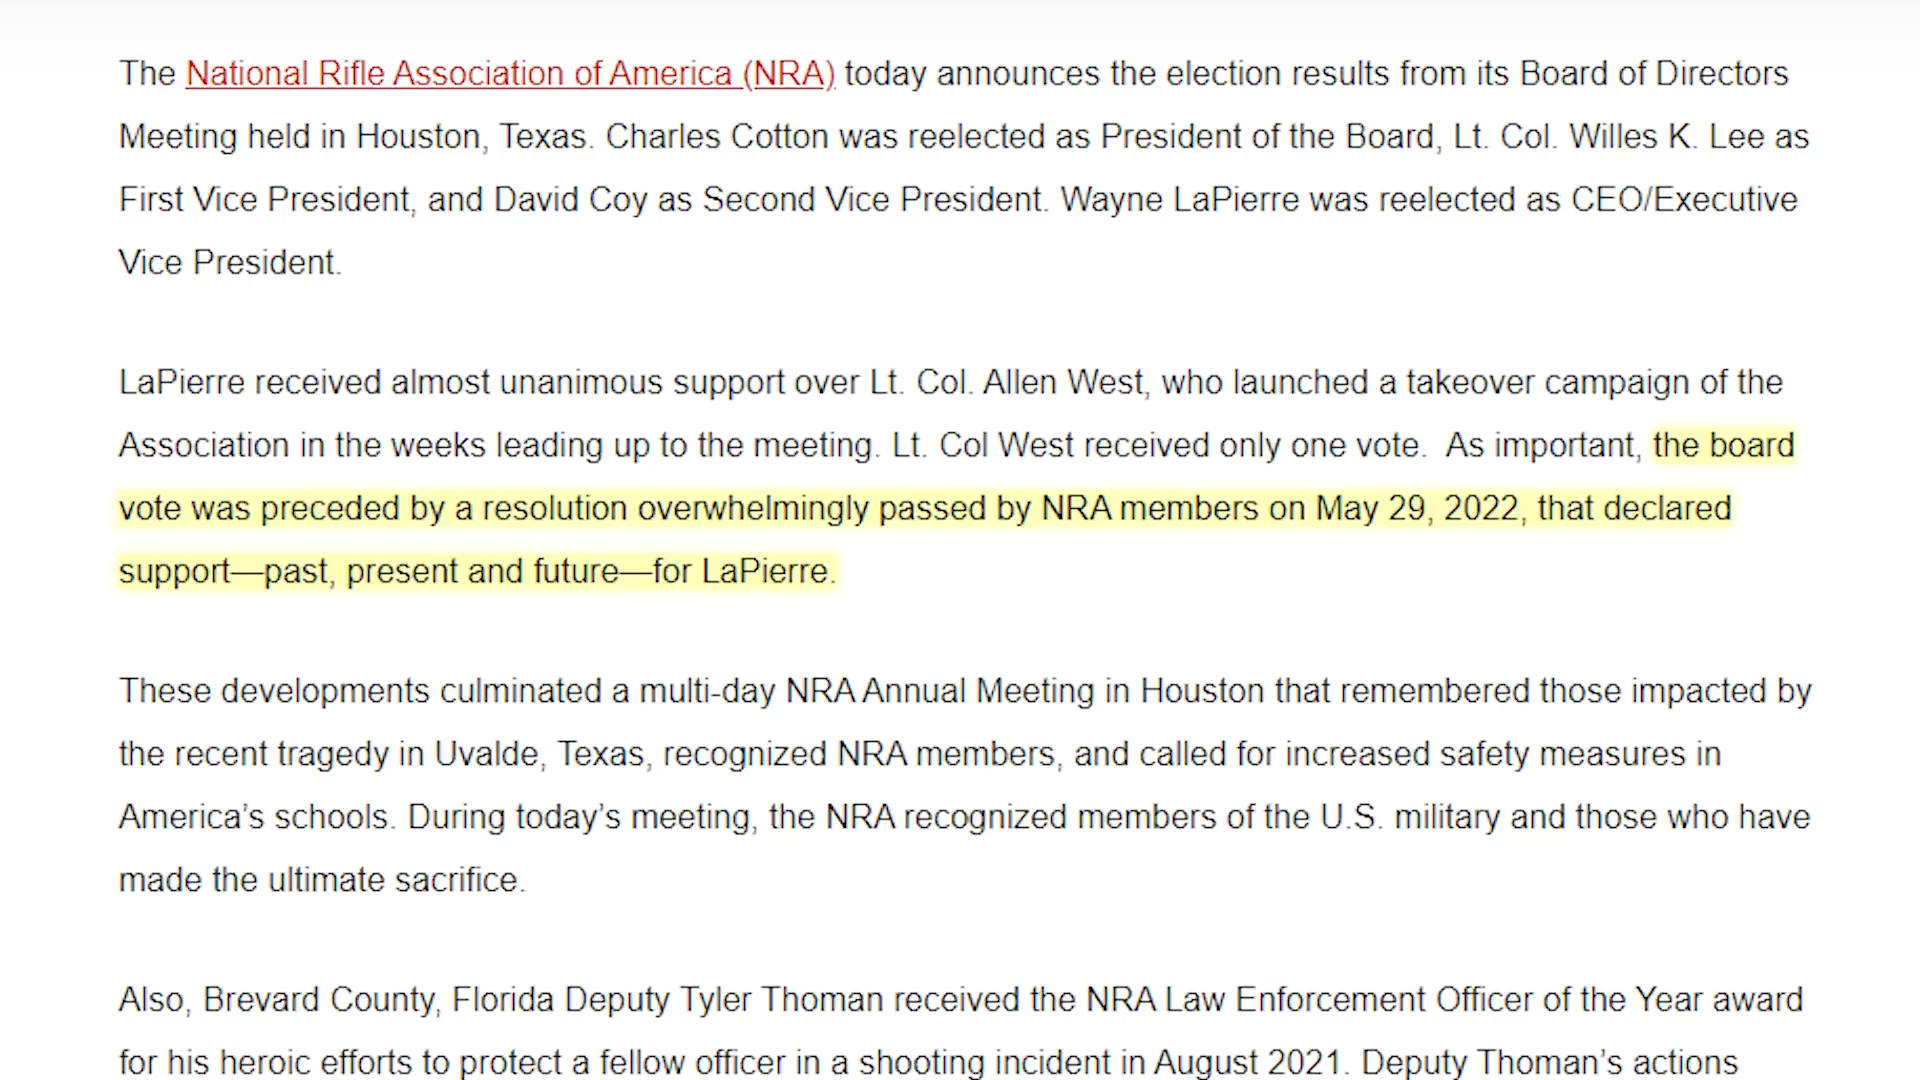 The National Rifle Association of America (NRA) today announces the election results from its Board of Directors
Meeting held in Houston, Texas. Charles Cotton was reelected as President of the Board, Lt. Col. Willes K. Lee as
First Vice President, and David Coy as Second Vice President. Wayne LaPierre was reelected as CEO/Executive
Vice President.
LaPierre received almost unanimous support over Lt. Col. Allen West, who launched a takeover campaign of the
Association in the weeks leading up to the meeting. Lt. Col West received only one vote.  As important, the board
vote was preceded by a resolution overwhelmingly passed by NRA members on May 29, 2022, that declared
support—past, present and future—for LaPierre.
These developments culminated a multi-day NRA Annual Meeting in Houston that remembered those impacted by
the recent tragedy in Uvalde, Texas, recognized NRA members, and called for increased safety measures in
America’s schools. During today’s meeting, the NRA recognized members of the U.S. military and those who have
made the ultimate sacrifice.
Also, Brevard County, Florida Deputy Tyler Thoman received the NRA Law Enforcement Officer of the Year award
for his heroic efforts to protect a fellow officer in a shooting incident in August 2021. Deputy Thoman’s actions